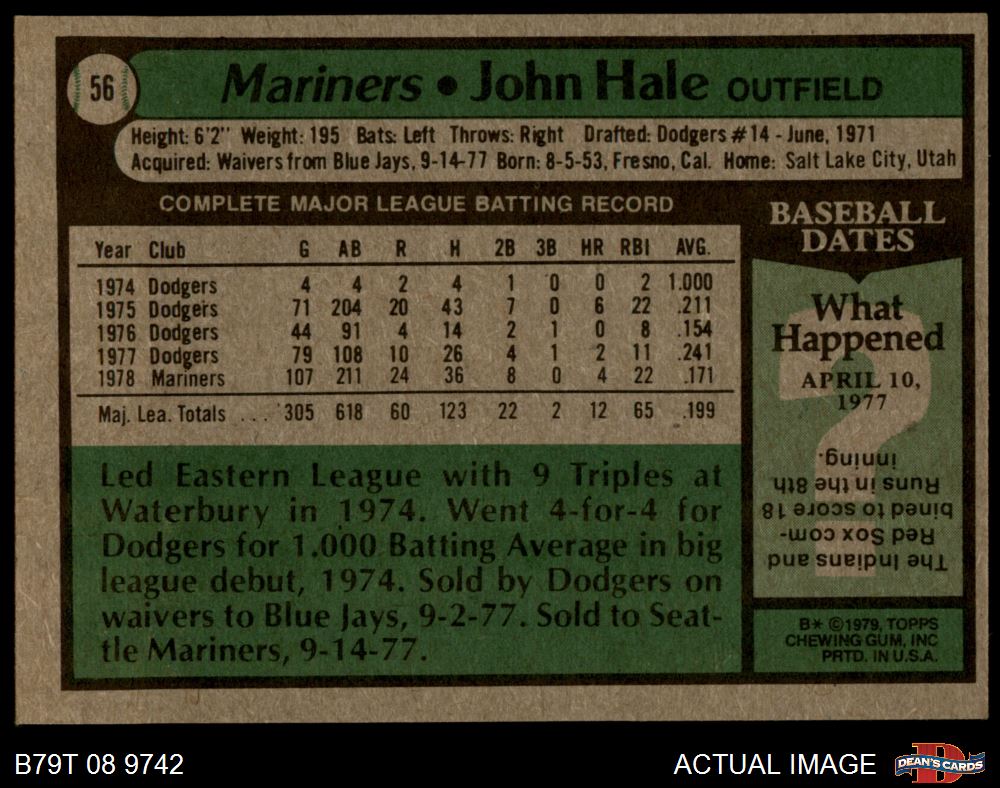 56
Mariners • John Hale OUTFIELD
Height: 6'2" Weight: 195 Bats: Left Throws: Right Drafted: Dodgers #14 - June, 1971
Acquired: Waivers from Blue Jays, 9-14-77 Born: 8-5-53, Fresno, Cal. Home: Salt Lake City, Utah
COMPLETE MAJOR LEAGUE BATTING RECORD
Year Club G AB R H 2B 3B HR RBI AVG.
1974 Dodgers 4 4 2 4 1 0 0 2 1.000
1975 Dodgers 71 204 20 43 7 0 6 22 .211
1976 Dodgers 44 91 4 14 2 1 0 8 .154
1977 Dodgers 79 108 10 26 4 1 2 11 .241
1978 Mariners 107 211 24 36 8 0 4 22 .171
Maj. Lea. Totals . . . 305 618 60 123 22 2 12 65 .199
Led Eastern League with 9 Triples at
Waterbury in 1974. Went 4-for-4 for
Dodgers for 1.000 Batting Average in big
league debut, 1974. Sold by Dodgers on
waivers to Blue Jays, 9-2-77. Sold to Seat-
tle Mariners, 9-14-77.
BASEBALL
DATES
What
Happened
APRIL 10,
1977
?
The Indians and
Red Sox com-
bined to score 18
Runs in the 8th
inning.
B* ©1979, TOPPS
CHEWING GUM, INC
PRTD. IN U.S.A.
B79T 08 9742
ACTUAL IMAGE
D
DEAN'S CARDS